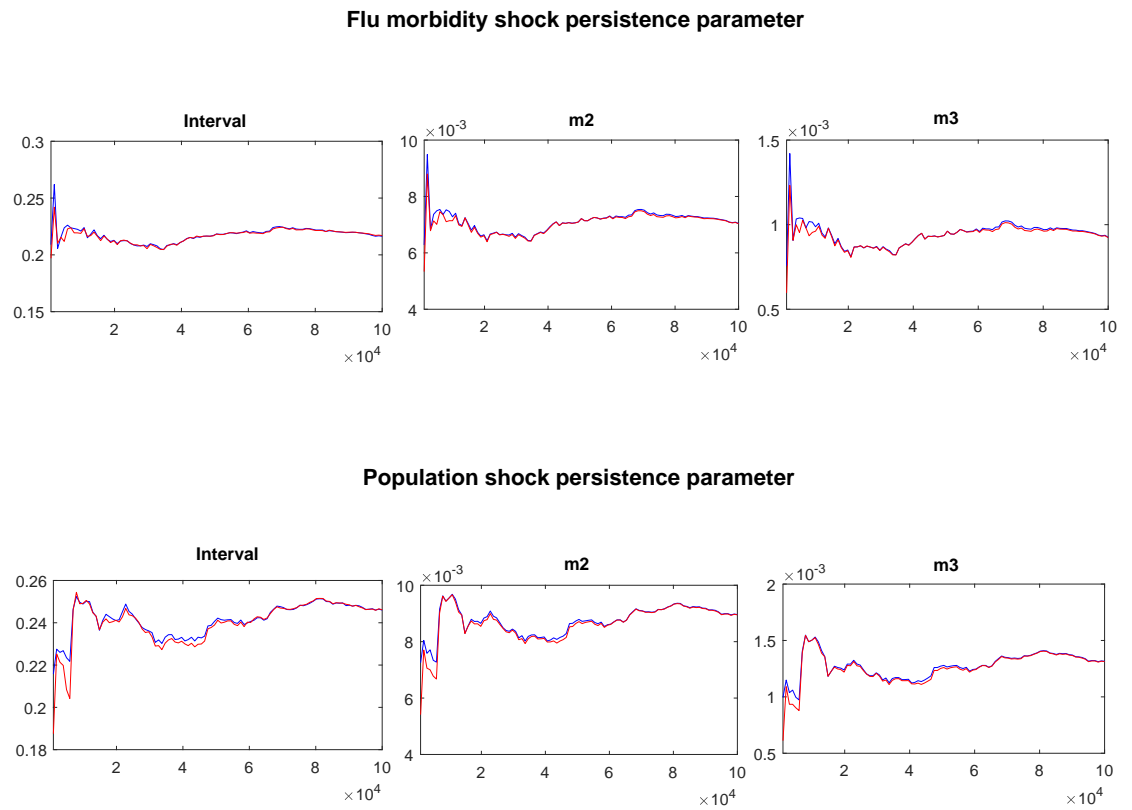 Flu morbidity shock persistence parameter
Interval
0.3
0.25
0.2
0.15
2 4 6 8 10
×10^4
m2
×10^-3
10
8
6
4
2 4 6 8 10
×10^4
m3
×10^-3
1.5
1
0.5
2 4 6 8 10
×10^4
Population shock persistence parameter
Interval
0.26
0.24
0.22
0.2
0.18
2 4 6 8 10
×10^4
m2
×10^-3
10
8
6
4
2 4 6 8 10
×10^4
m3
×10^-3
2
1.5
1
0.5
2 4 6 8 10
×10^4